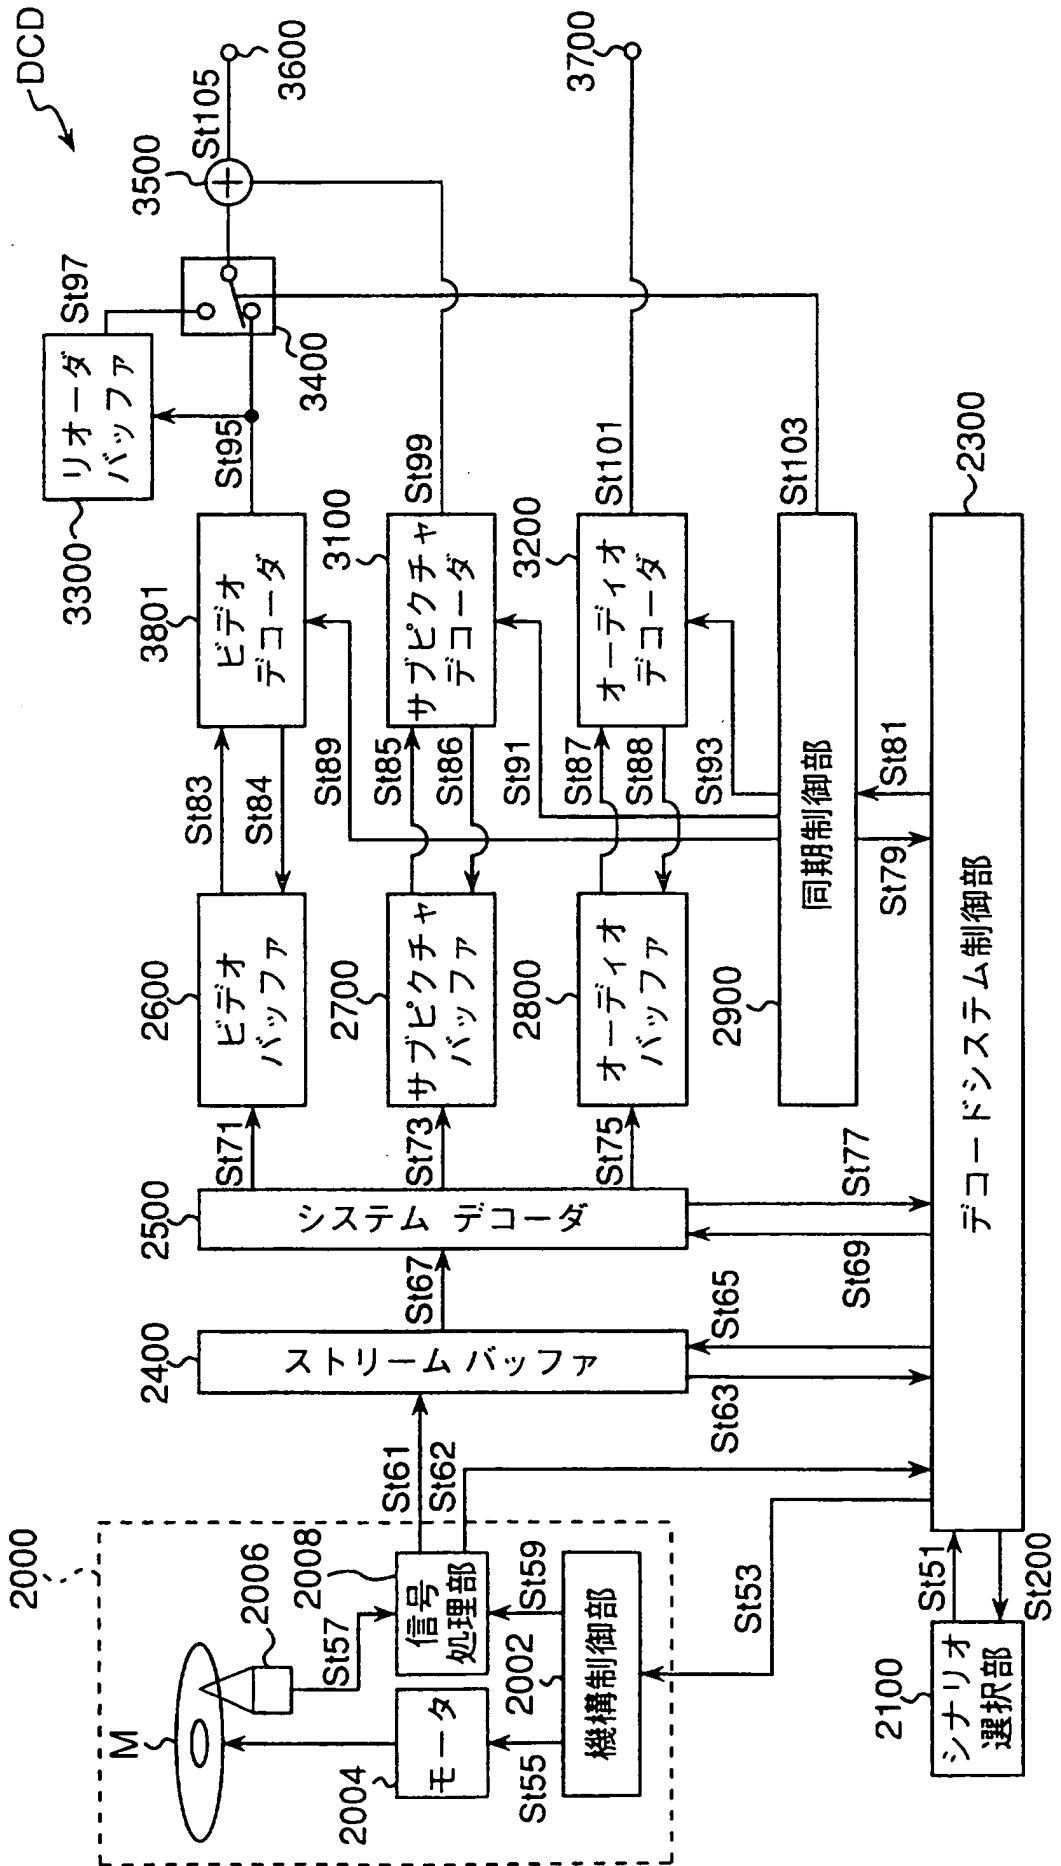 DCD
3600
St105
3500
3700
St97
リオーダ
バッファ
3300
3400
St95
St99
St101
St103
2300
3801
ビデオ
デコーダ
3100
サブピクチャ
デコーダ
3200
オーディオ
デコーダ
St83
St84
St89
St85
St86
St91
St87
St88
St93
St81
St79
同期制御部
2900
2600
ビデオ
バッファ
2700
サブピクチャ
バッファ
2800
オーディオ
バッファ
デコードシステム制御部
St71
St73
St75
St77
2500
システム デコーダ
St67
St69
St65
2400
ストリーム バッファ
St63
St61
St62
2000
2006
2008
信号
処理部
St57
St59
St53
M
2004
モータ
St55
2002
機構制御部
St51
St200
2100
シナリオ
選択部